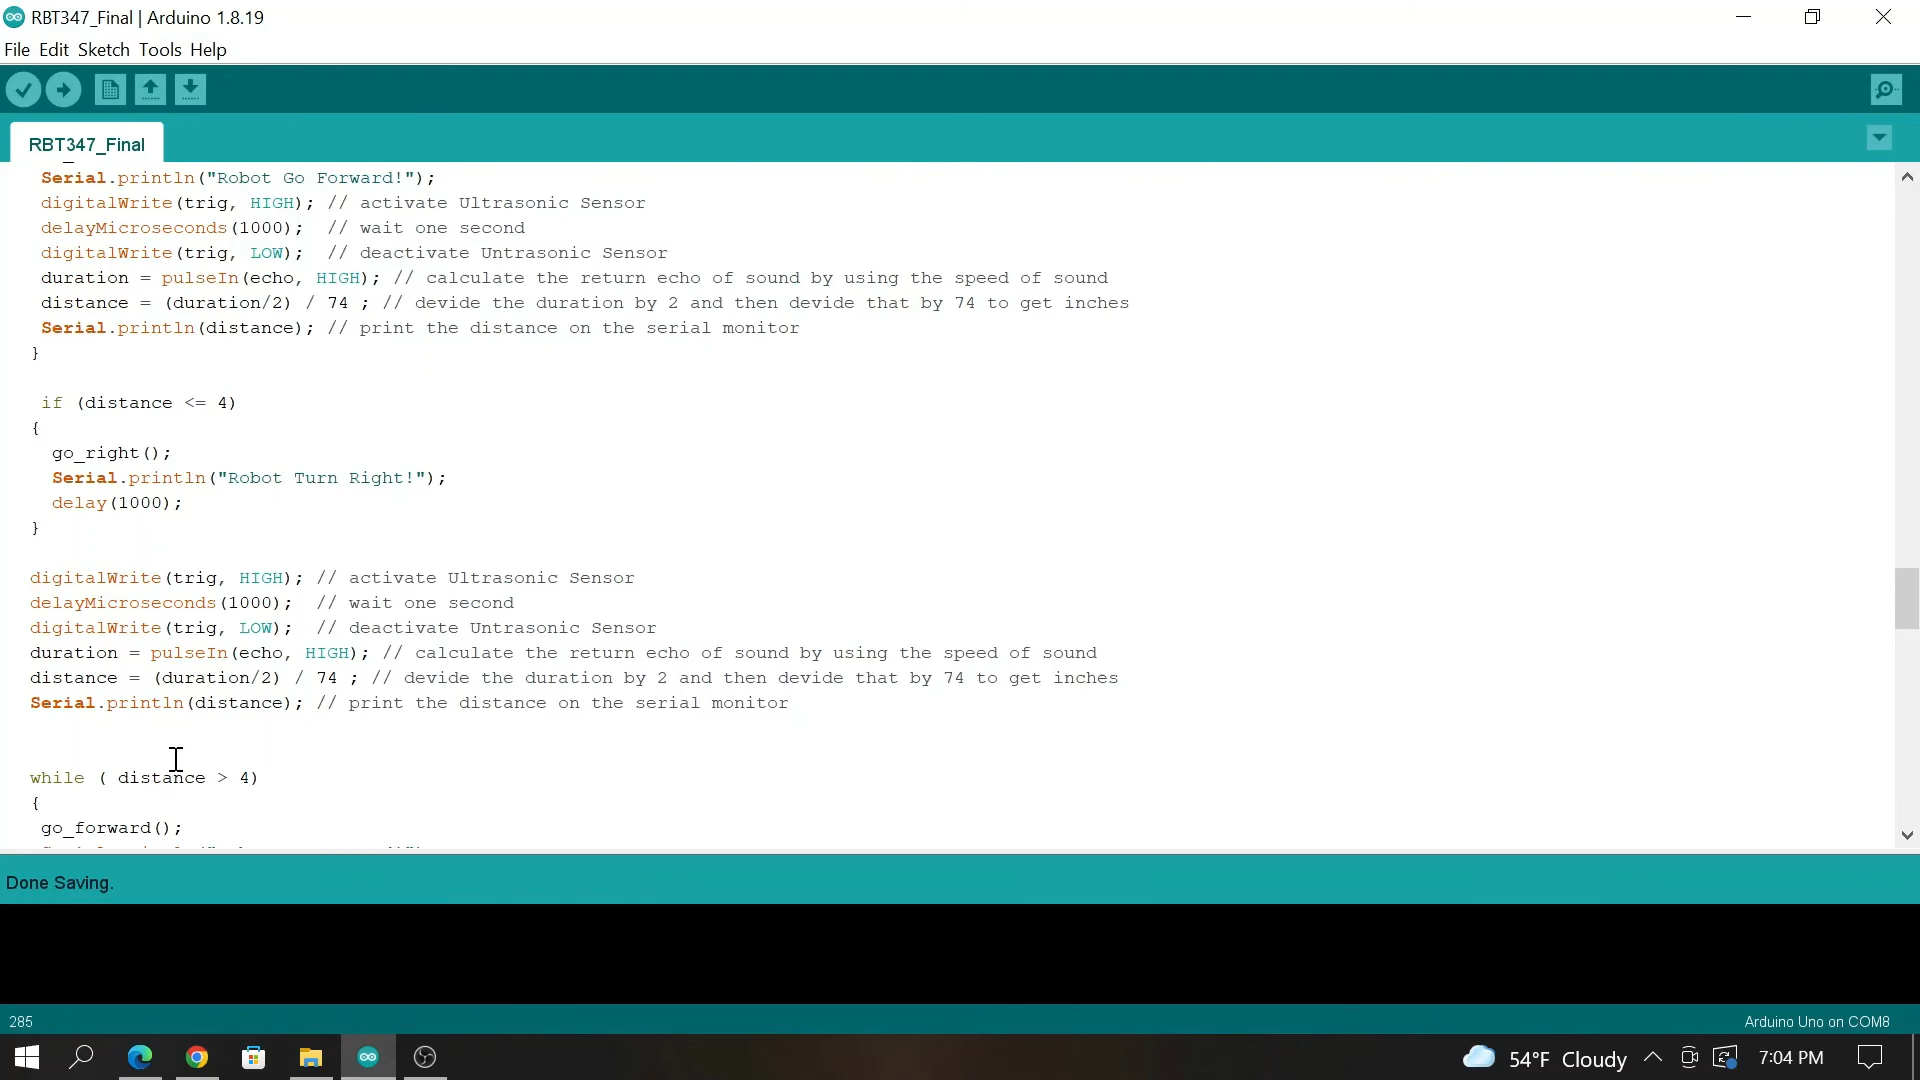 RBT347_Final | Arduino 1.8.19
File Edit Sketch Tools Help
RBT347_Final
Serial.println("Robot Go Forward!");
digitalWrite(trig, HIGH); // activate Ultrasonic Sensor
delayMicroseconds(1000);  // wait one second
digitalWrite(trig, LOW);  // deactivate Untrasonic Sensor
duration = pulseIn(echo, HIGH); // calculate the return echo of sound by using the speed of sound
distance = (duration/2) / 74 ; // devide the duration by 2 and then devide that by 74 to get inches
Serial.println(distance); // print the distance on the serial monitor
}
if (distance <= 4)
{
go_right();
Serial.println("Robot Turn Right!");
delay(1000);
}
digitalWrite(trig, HIGH); // activate Ultrasonic Sensor
delayMicroseconds(1000);  // wait one second
digitalWrite(trig, LOW);  // deactivate Untrasonic Sensor
duration = pulseIn(echo, HIGH); // calculate the return echo of sound by using the speed of sound
distance = (duration/2) / 74 ; // devide the duration by 2 and then devide that by 74 to get inches
Serial.println(distance); // print the distance on the serial monitor
while ( distance > 4)
{
go_forward();
Done Saving.
285
Arduino Uno on COM8
54°F Cloudy
7:04 PM